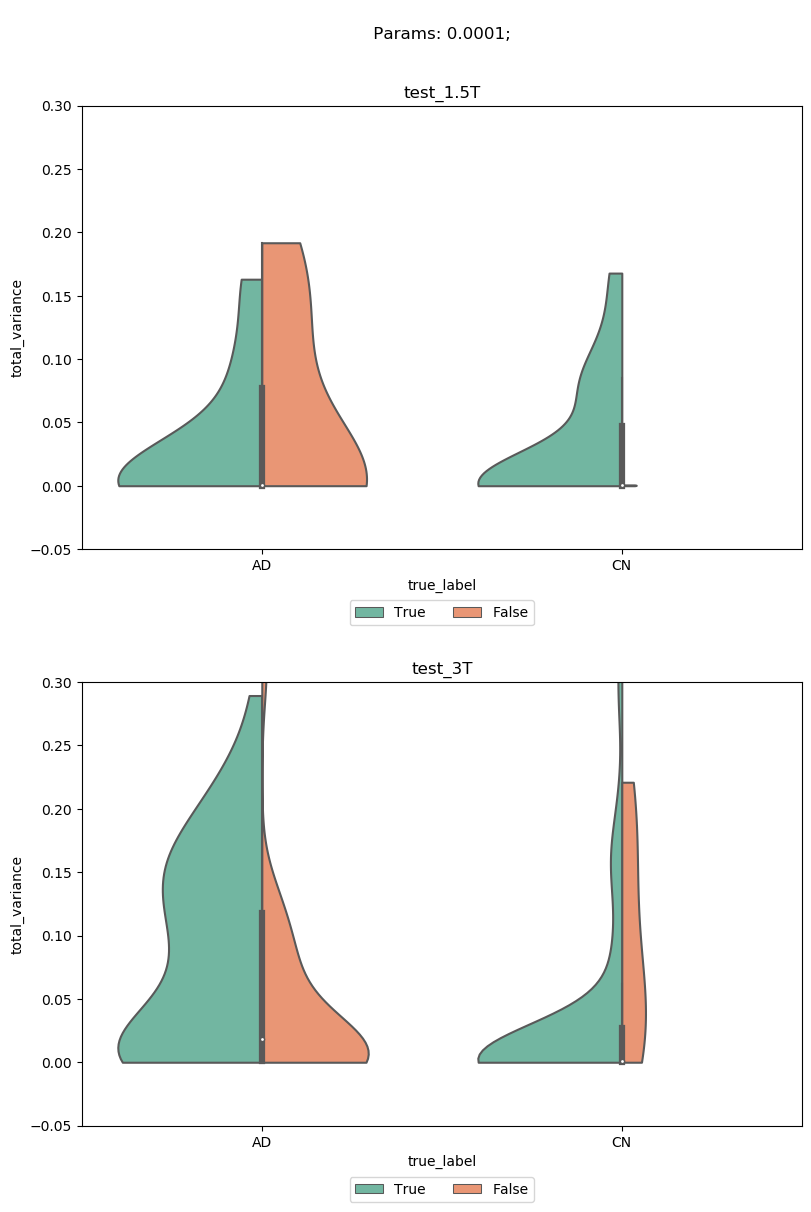 Params: 0.0001;
test_1.5T
0.30
0.25
0.20
0.15
0.10
0.05
0.00
−0.05
total_variance
AD CN
true_label
True False
test_3T
0.30
0.25
0.20
0.15
0.10
0.05
0.00
−0.05
total_variance
AD CN
true_label
True False